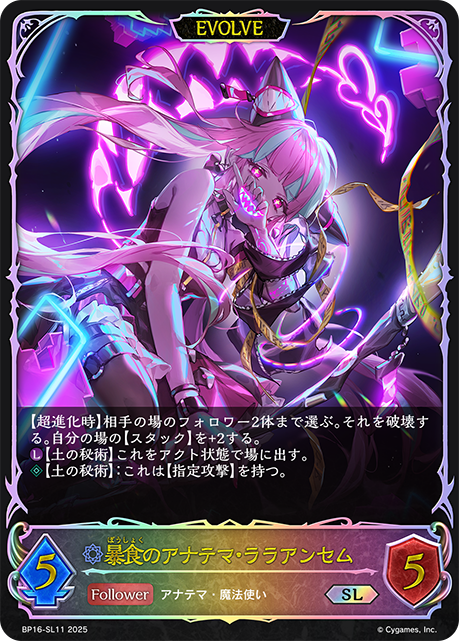 EVOLVE
【超進化時】相手の場のフォロワー2体まで選ぶ。それを破壊す
る。自分の場の【スタック】を+2する。
L【土の秘術】これをアクト状態で場に出す。
【土の秘術】:これは【指定攻撃】を持つ。
ぼうしょく
暴食のアナテマ・ララアンセム
5
5
Follower アナテマ・魔法使い
SL
BP16-SL11 2025
© Cygames, Inc.